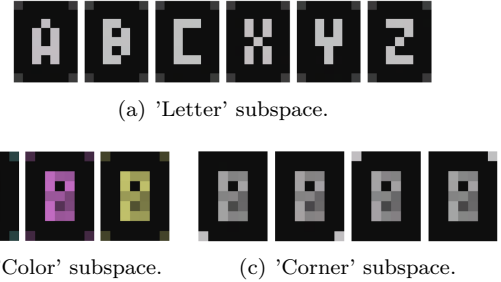 A B C X Y Z
(a) 'Letter' subspace.
'Color' subspace.
(c) 'Corner' subspace.